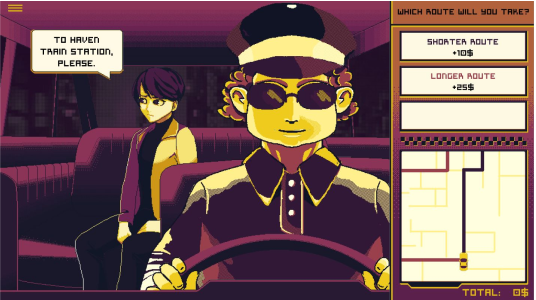 TO HAVEN
TRAIN STATION,
PLEASE.
WHICH ROUTE WILL YOU TAKE?
SHORTER ROUTE
+10$
LONGER ROUTE
+25$
TOTAL: 0$